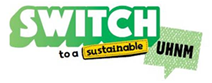 SWITCH
to a sustainable UHNM